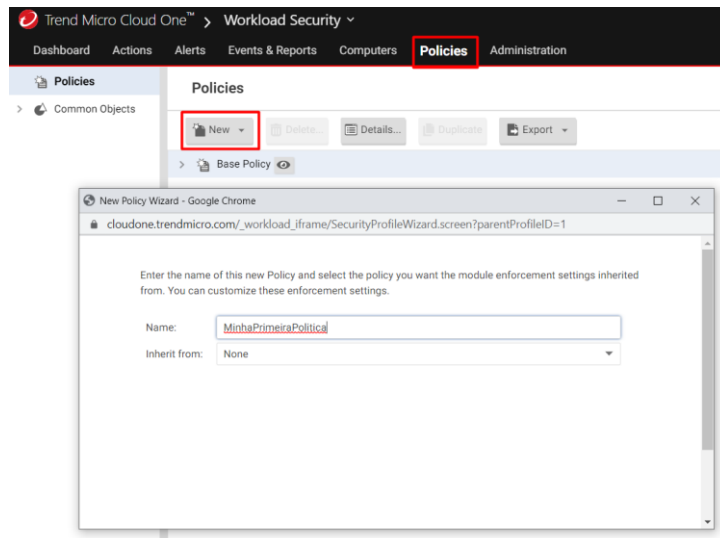 Trend Micro Cloud One™ > Workload Security
Dashboard Actions Alerts Events & Reports Computers Policies Administration
Policies
Common Objects
Policies
New Delete... Details... Duplicate Export
Base Policy
New Policy Wizard - Google Chrome
cloudone.trendmicro.com/_workload_iframe/SecurityProfileWizard.screen?parentProfileID=1
Enter the name of this new Policy and select the policy you want the module enforcement settings inherited
from. You can customize these enforcement settings.
Name: MinhaPrimeiraPolitica
Inherit from: None